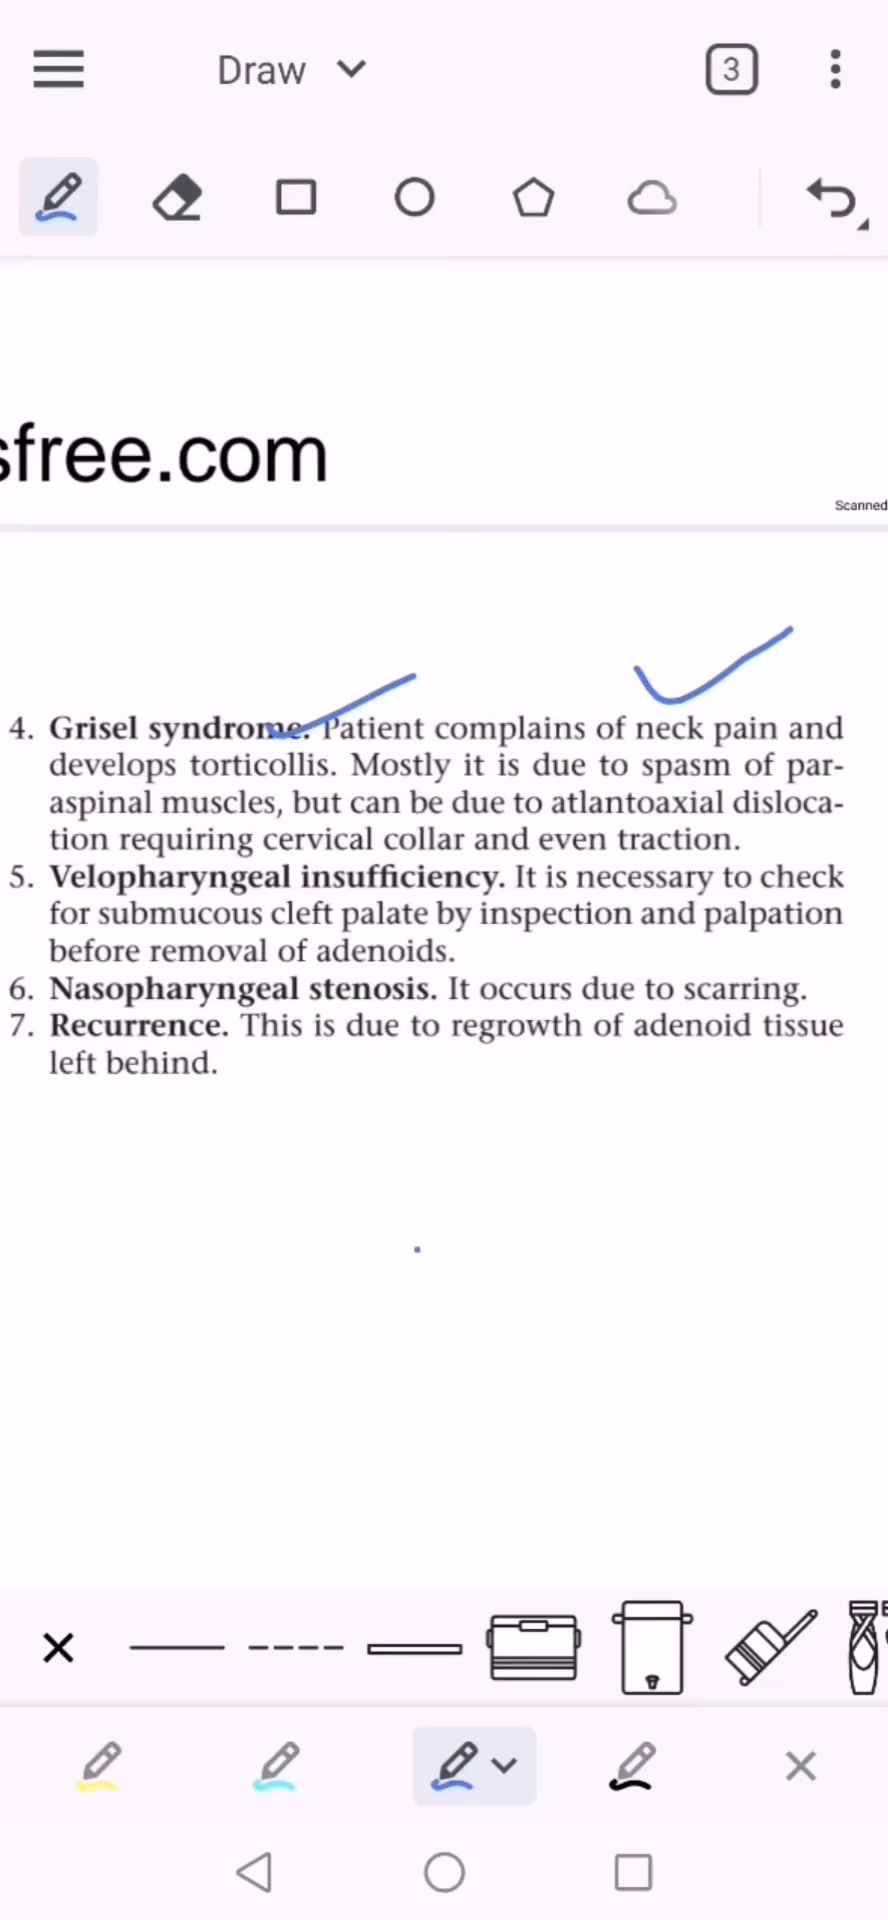 Draw
3
sfree.com
Scanned
4. Grisel syndrome. Patient complains of neck pain and
develops torticollis. Mostly it is due to spasm of par-
aspinal muscles, but can be due to atlantoaxial disloca-
tion requiring cervical collar and even traction.
5. Velopharyngeal insufficiency. It is necessary to check
for submucous cleft palate by inspection and palpation
before removal of adenoids.
6. Nasopharyngeal stenosis. It occurs due to scarring.
7. Recurrence. This is due to regrowth of adenoid tissue
left behind.